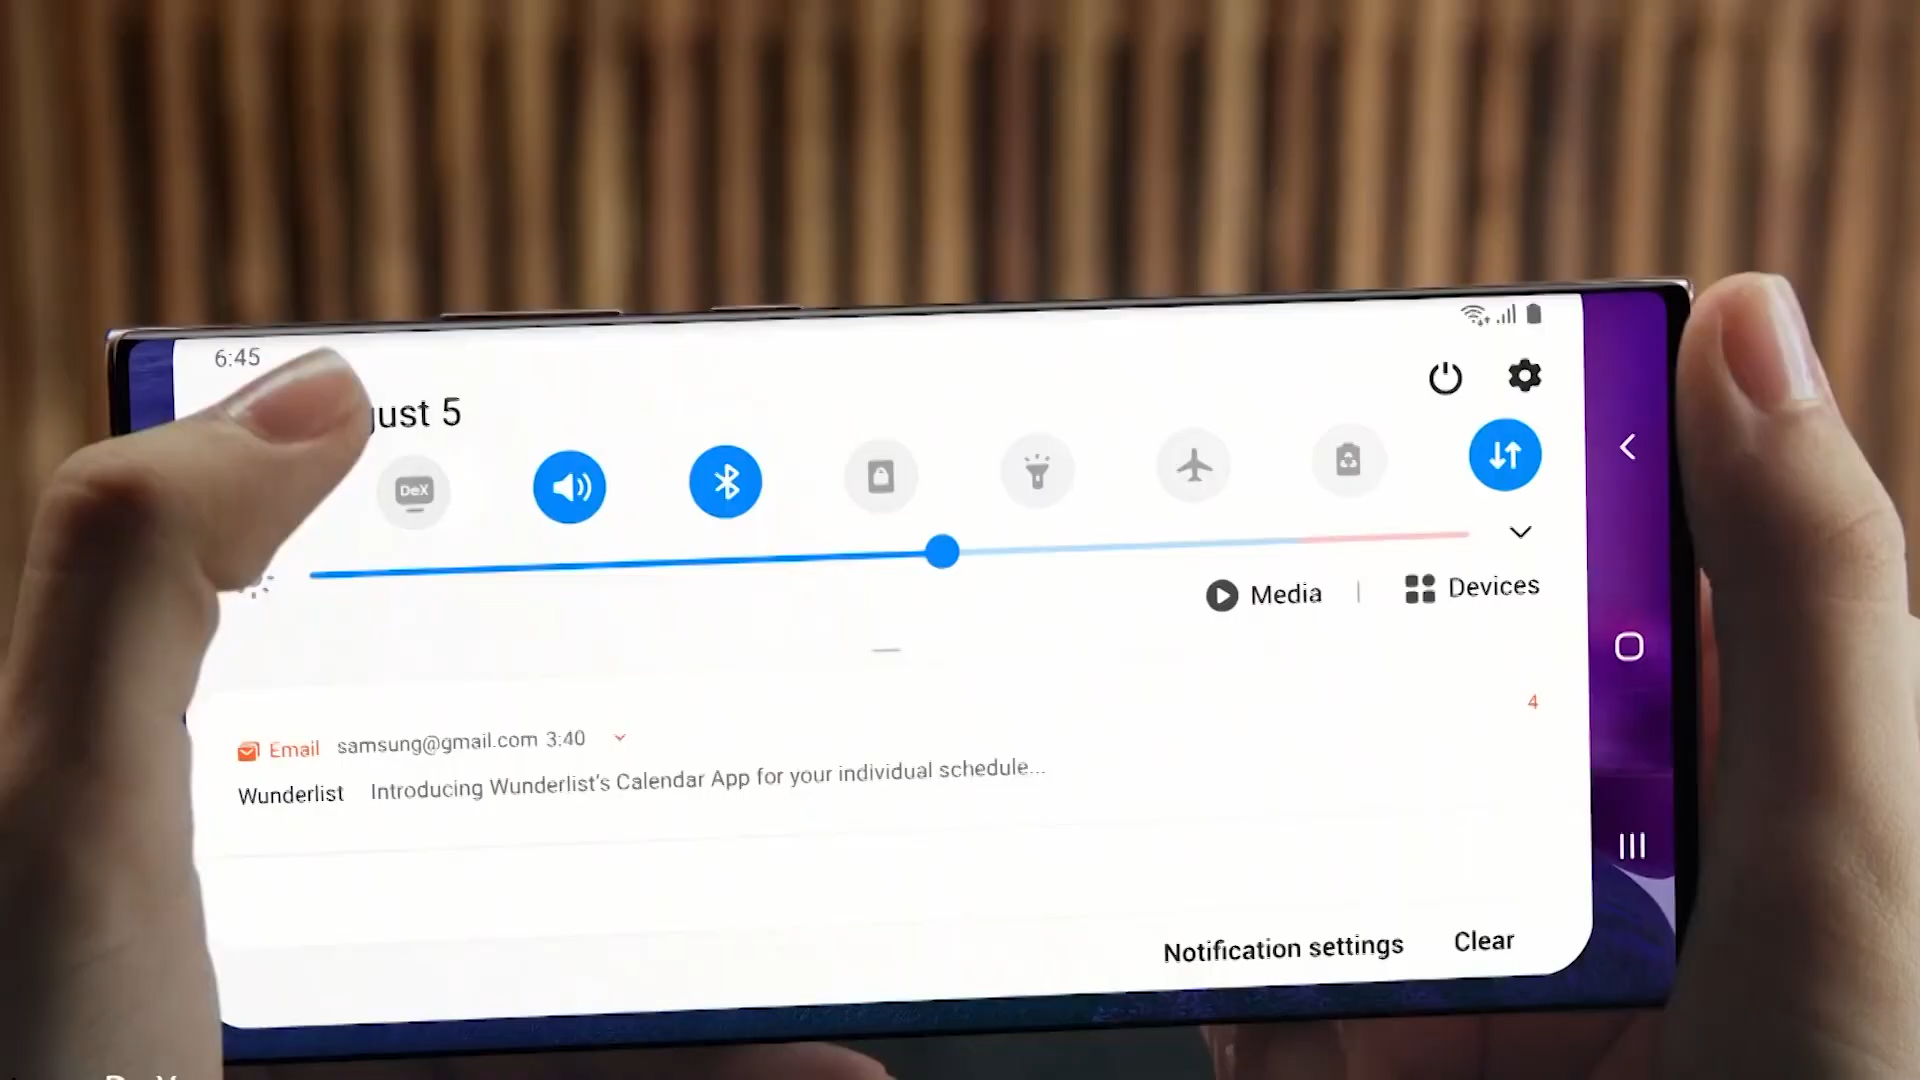 6:45
gust 5
DeX
Media | Devices
4
Email samsung@gmail.com 3:40
Wunderlist Introducing Wunderlist's Calendar App for your individual schedule...
Notification settings Clear